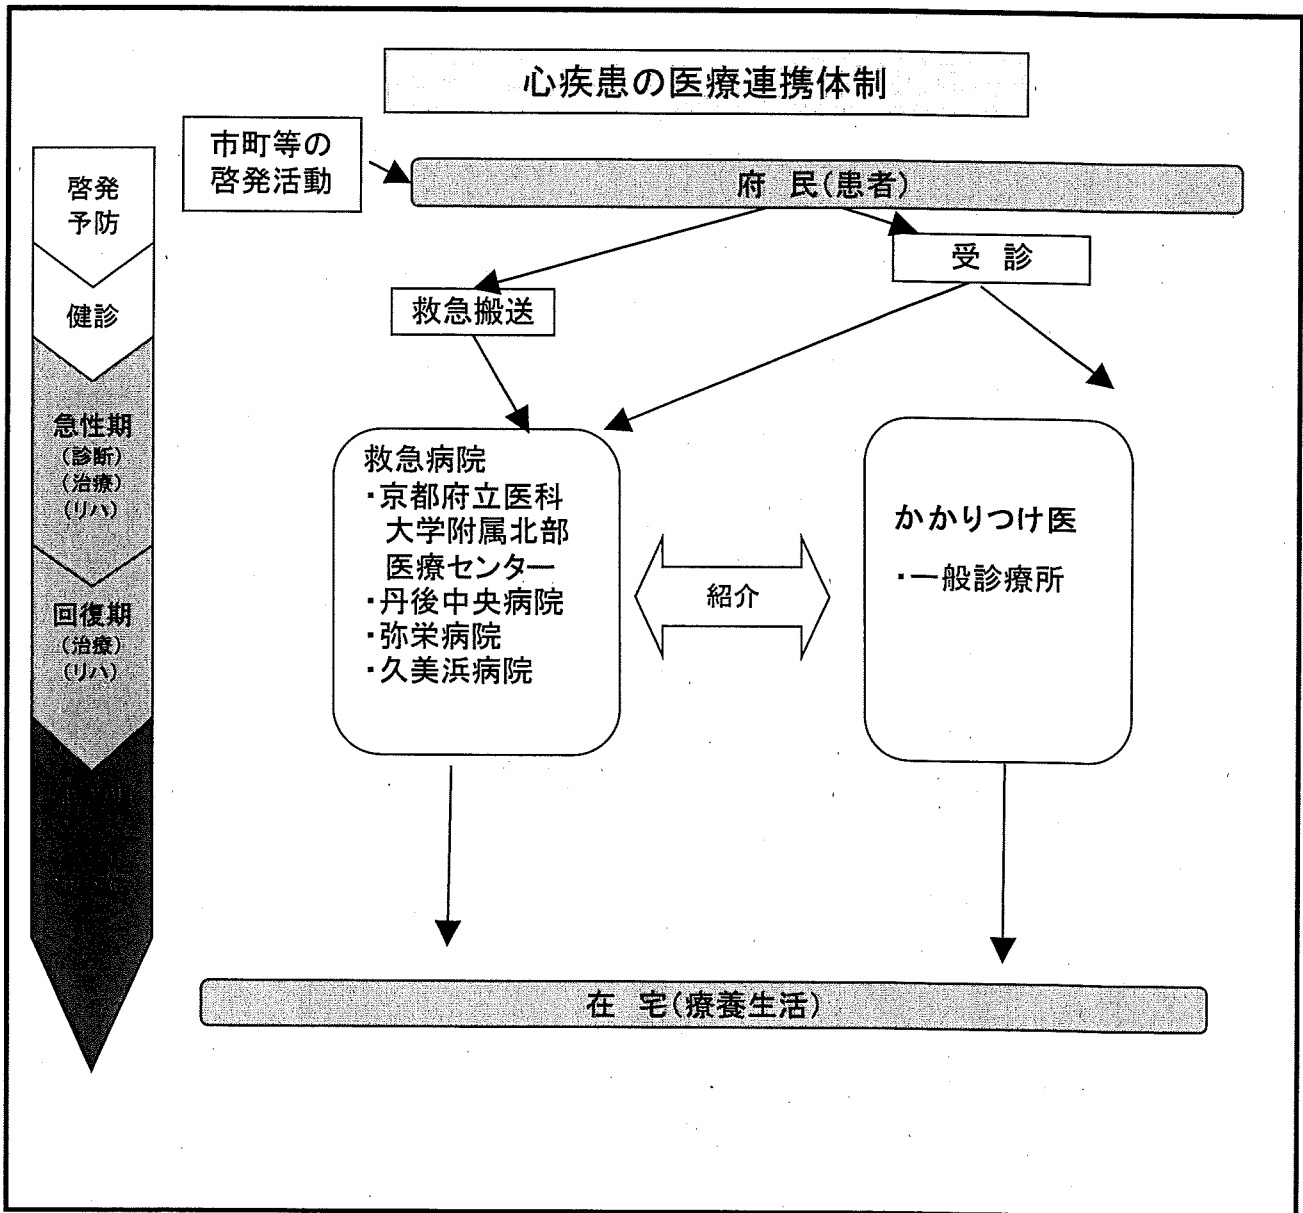 心疾患の医療連携体制
市町等の
啓発活動
府 民(患者)
啓発
予防
受 診
救急搬送
健診
急性期
(診断)
(治療)
(リハ)
救急病院
・京都府立医科
大学附属北部
医療センター
・丹後中央病院
・弥栄病院
・久美浜病院
紹介
かかりつけ医
・一般診療所
回復期
(治療)
(リハ)
在 宅(療養生活)